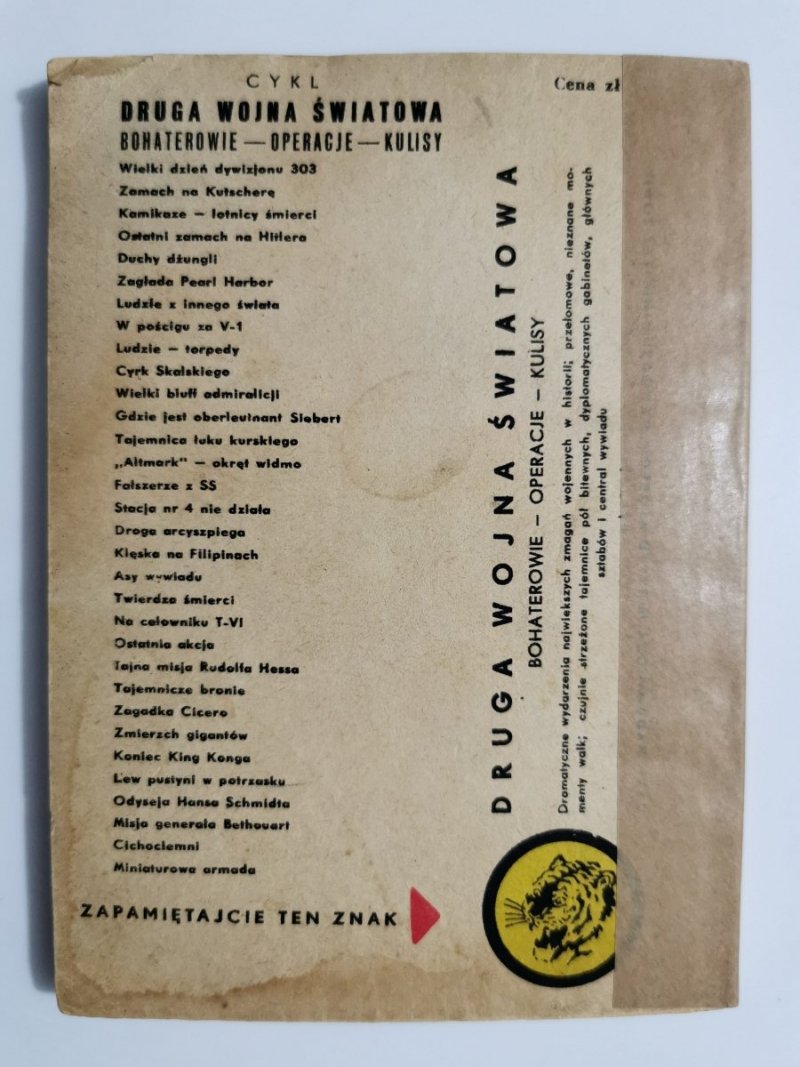 CYKL
DRUGA WOJNA ŚWIATOWA
BOHATEROWIE — OPERACJE — KULISY
Wielki dzień dywizjonu 303
Zamach na Kutscherę
Kamikaze — lotnicy śmierci
Ostatni zamach na Hitlera
Duchy dżungli
Zagłada Pearl Harbor
Ludzie z innego świata
W pościgu za V-1
Ludzie — torpedy
Cyrk Skalskiego
Wielki bluff admiralicji
Gdzie jest oberleutnant Siebert
Tajemnica łuku kurskiego
„Altmark" — okręt widmo
Fałszerze z SS
Stacja nr 4 nie działa
Droga arcyszpiega
Klęska na Filipinach
Asy wywiadu
Twierdza śmierci
Na celowniku T-VI
Ostatnia akcja
Tajna misja Rudolfa Hessa
Tajemnicze bronie
Zagadka Cicero
Zmierzch gigantów
Koniec King Konga
Lew pustyni w potrzasku
Odyseja Hansa Schmidta
Misja generała Bethouart
Cichociemni
Miniaturowa armada
ZAPAMIĘTAJCIE TEN ZNAK
Cena zł
DRUGA WOJNA ŚWIATOWA
BOHATEROWIE — OPERACJE — KULISY
Dramatyczne wydarzenia największych zmagań wojennych w historii; przełomowe, nieznane mo-
menty walk; czujnie strzeżone tajemnice pól bitewnych, dyplomatycznych gabinetów, głównych
sztabów i central wywiadu